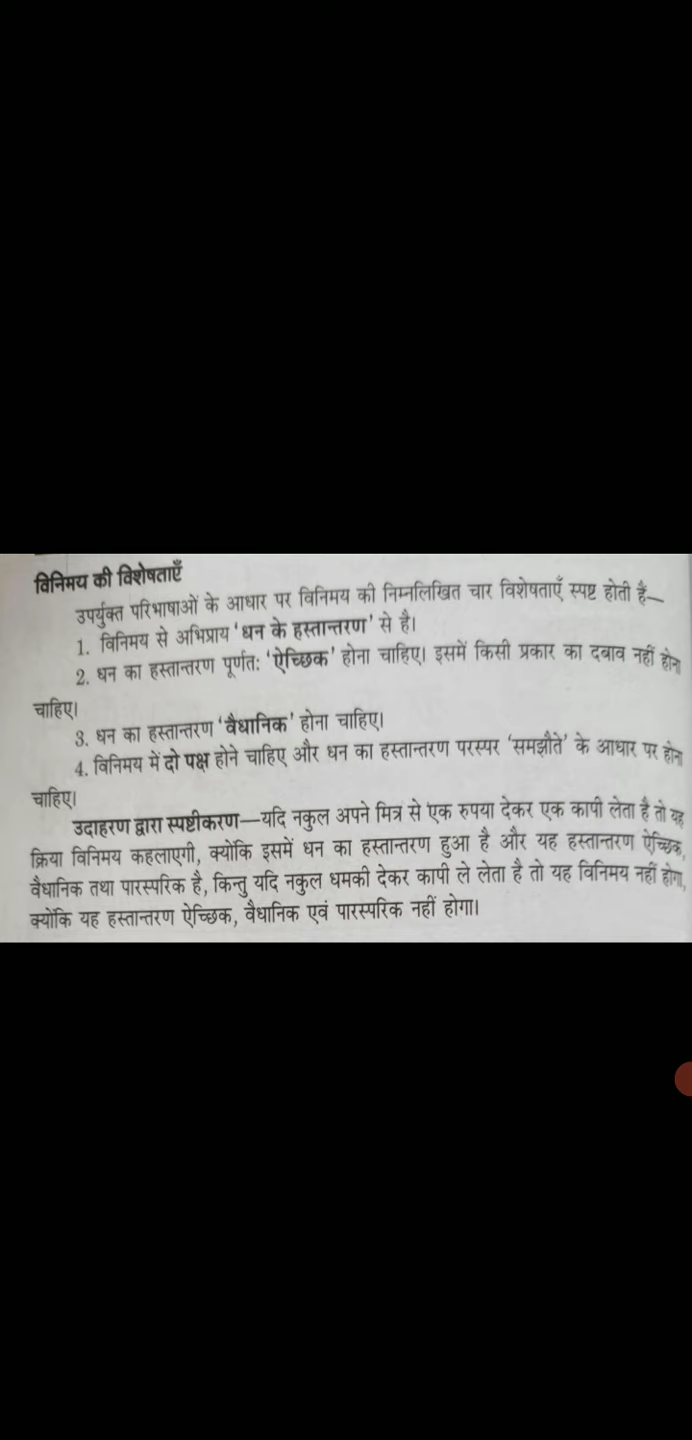 विनिमय की विशेषताएँ
उपर्युक्त परिभाषाओं के आधार पर विनिमय की निम्नलिखित चार विशेषताएँ स्पष्ट होती हैं—
1. विनिमय से अभिप्राय ‘धन के हस्तान्तरण’ से है।
2. धन का हस्तान्तरण पूर्णतः ‘ऐच्छिक’ होना चाहिए। इसमें किसी प्रकार का दबाव नहीं होना
चाहिए।
3. धन का हस्तान्तरण ‘वैधानिक’ होना चाहिए।
4. विनिमय में दो पक्ष होने चाहिए और धन का हस्तान्तरण परस्पर ‘समझौते’ के आधार पर होना
चाहिए।
उदाहरण द्वारा स्पष्टीकरण—यदि नकुल अपने मित्र से एक रुपया देकर एक कापी लेता है तो यह
क्रिया विनिमय कहलाएगी, क्योंकि इसमें धन का हस्तान्तरण हुआ है और यह हस्तान्तरण ऐच्छिक,
वैधानिक तथा पारस्परिक है, किन्तु यदि नकुल धमकी देकर कापी ले लेता है तो यह विनिमय नहीं होगा,
क्योंकि यह हस्तान्तरण ऐच्छिक, वैधानिक एवं पारस्परिक नहीं होगा।